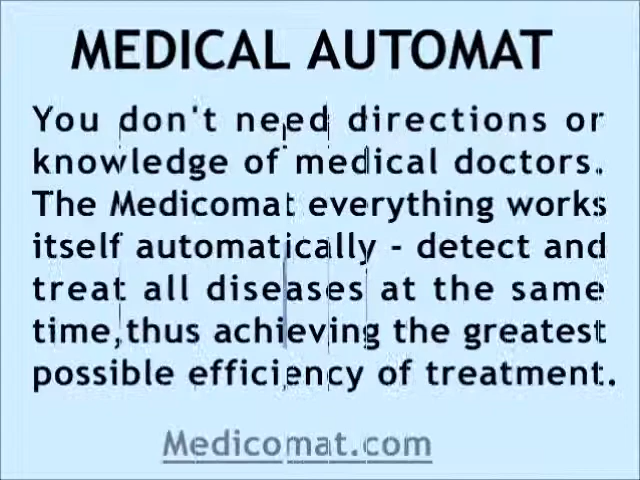 MEDICAL AUTOMAT
You don't need directions or
knowledge of medical doctors.
The Medicomat everything works
itself automatically - detect and
treat all diseases at the same
time,thus achieving the greatest
possible efficiency of treatment.
Medicomat.com